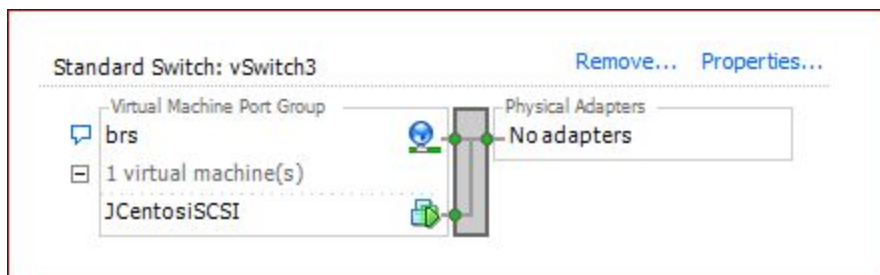 Standard Switch: vSwitch3 Remove... Properties...
Virtual Machine Port Group
brs
1 virtual machine(s)
JCentosiSCSI
Physical Adapters
No adapters